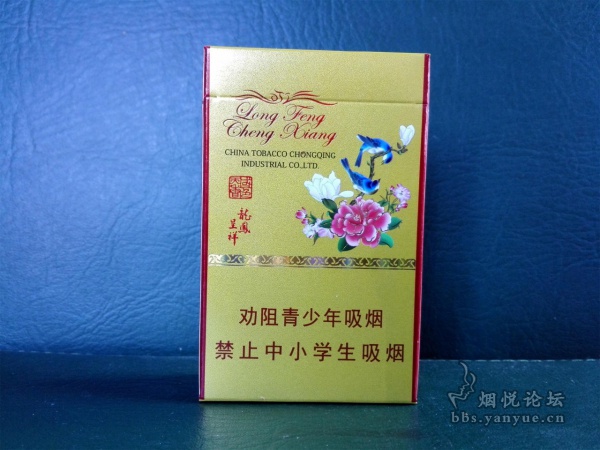 Long Feng
Cheng Xiang
CHINA TOBACCO CHONGQING
INDUSTRIAL CO.,LTD.
龍鳳
呈祥
劝阻青少年吸烟
禁止中小学生吸烟
烟悦论坛
bbs.yanyue.cn